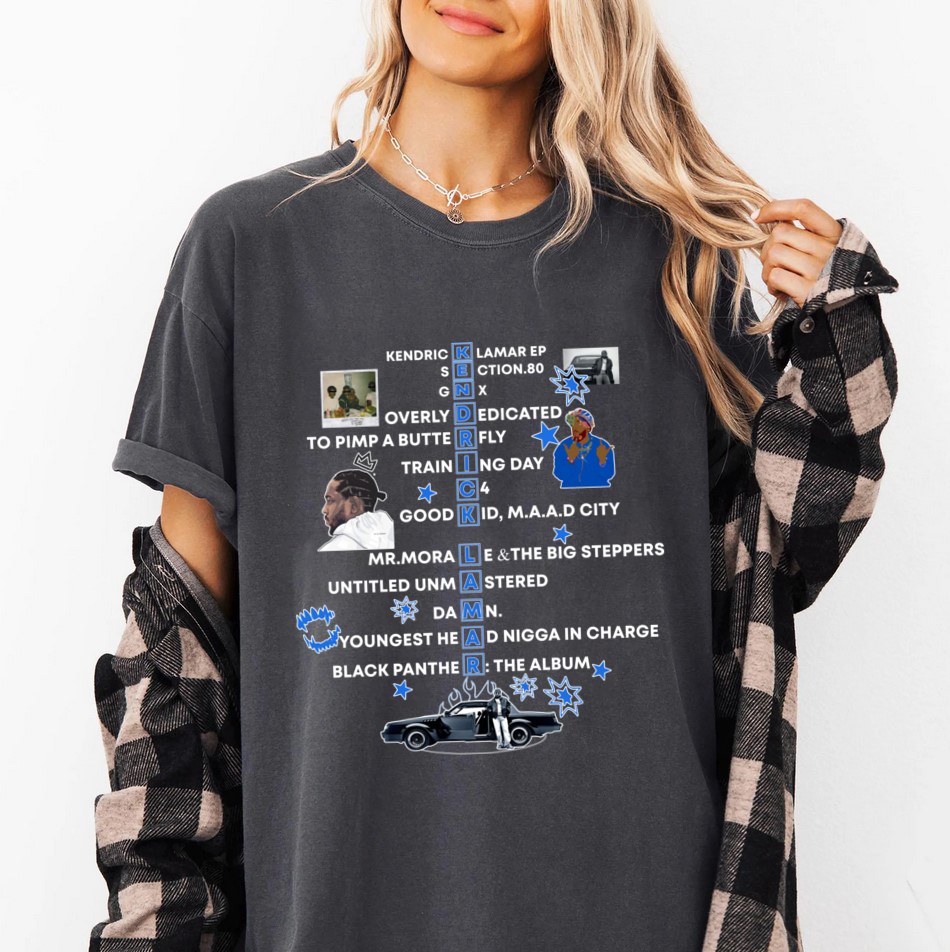 KENDRICK LAMAR EP
SECTION.80
GNX
OVERLY DEDICATED
TO PIMP A BUTTERFLY
TRAINING DAY
C4
GOOD KID, M.A.A.D CITY
MR.MORALE &THE BIG STEPPERS
UNTITLED UNMASTERED
DAMN.
YOUNGEST HEAD NIGGA IN CHARGE
BLACK PANTHER: THE ALBUM